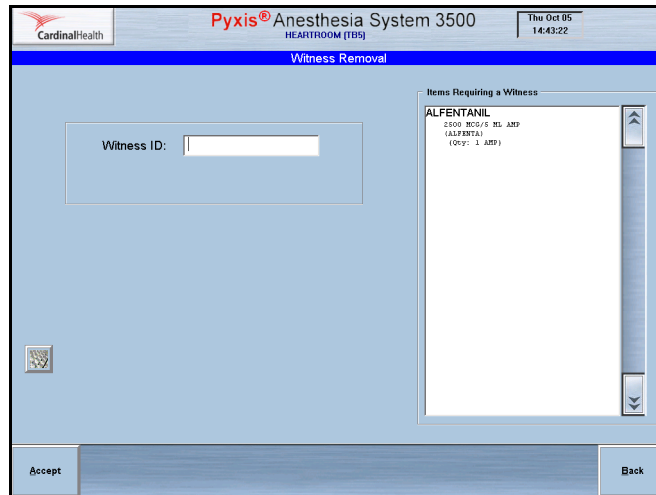 CardinalHealth
Pyxis® Anesthesia System 3500
HEARTROOM (TB5)
Thu Oct 05
14:43:22
Witness Removal
Witness ID:
Items Requiring a Witness
ALFENTANIL
2500 MCG/5 ML AMP
(ALFENTA)
(Qty: 1 AMP)
Accept
Back